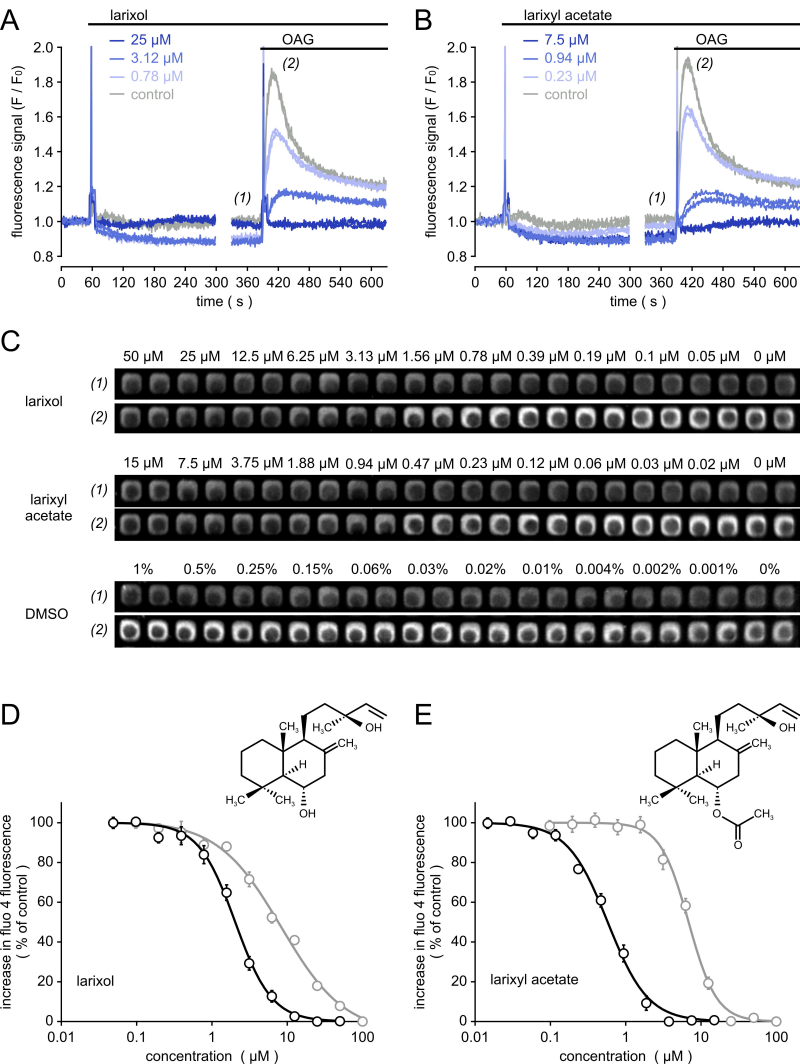 A
larixol
OAG
25 µM
3.12 µM
0.78 µM
control
(1)
(2)
fluorescence signal (F / F0)
2.0
1.8
1.6
1.4
1.2
1.0
0.8
0 60 120 180 240 300 360 420 480 540 600
time ( s )
B
larixyl acetate
OAG
7.5 µM
0.94 µM
0.23 µM
control
(1)
(2)
fluorescence signal (F / F0)
2.0
1.8
1.6
1.4
1.2
1.0
0.8
0 60 120 180 240 300 360 420 480 540 600
time ( s )
C
50 µM 25 µM 12.5 µM 6.25 µM 3.13 µM 1.56 µM 0.78 µM 0.39 µM 0.19 µM 0.1 µM 0.05 µM 0 µM
larixol
(1)
(2)
15 µM 7.5 µM 3.75 µM 1.88 µM 0.94 µM 0.47 µM 0.23 µM 0.12 µM 0.06 µM 0.03 µM 0.02 µM 0 µM
larixyl
acetate
(1)
(2)
1% 0.5% 0.25% 0.15% 0.06% 0.03% 0.02% 0.01% 0.004% 0.002% 0.001% 0%
DMSO
(1)
(2)
D
CH3
H3C
OH
CH2
H
H3C
CH3
OH
increase in fluo 4 fluorescence
( % of control )
100
80
60
40
20
0
larixol
0.01 0.1 1 10 100
concentration ( µM )
E
CH3
H3C
OH
CH2
H
H3C
CH3
O
CH3
O
increase in fluo 4 fluorescence
( % of control )
100
80
60
40
20
0
larixyl acetate
0.01 0.1 1 10 100
concentration ( µM )